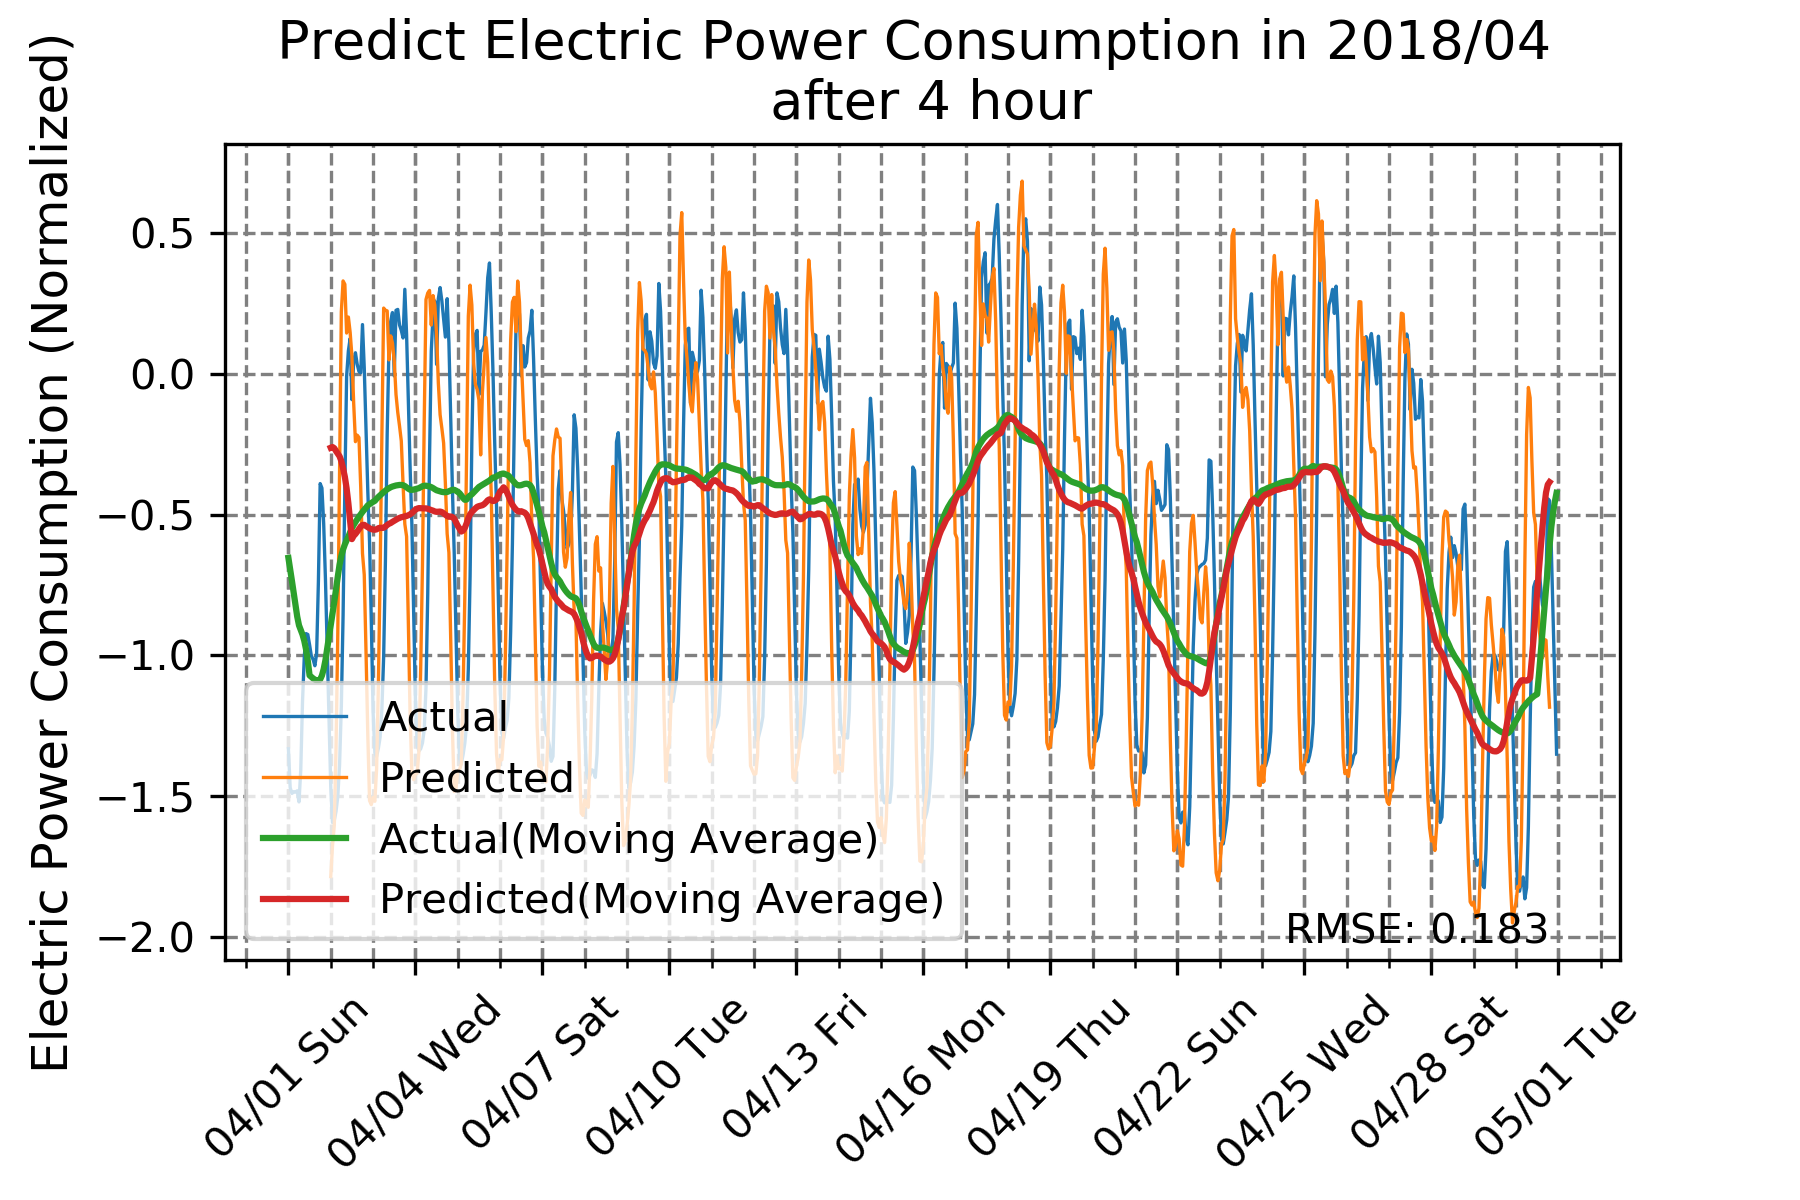 Predict Electric Power Consumption in 2018/04
after 4 hour
Electric Power Consumption (Normalized)
0.5
0.0
−0.5
−1.0
−1.5
−2.0
Actual
Predicted
Actual(Moving Average)
Predicted(Moving Average)
RMSE: 0.183
04/01 Sun
04/04 Wed
04/07 Sat
04/10 Tue
04/13 Fri
04/16 Mon
04/19 Thu
04/22 Sun
04/25 Wed
04/28 Sat
05/01 Tue